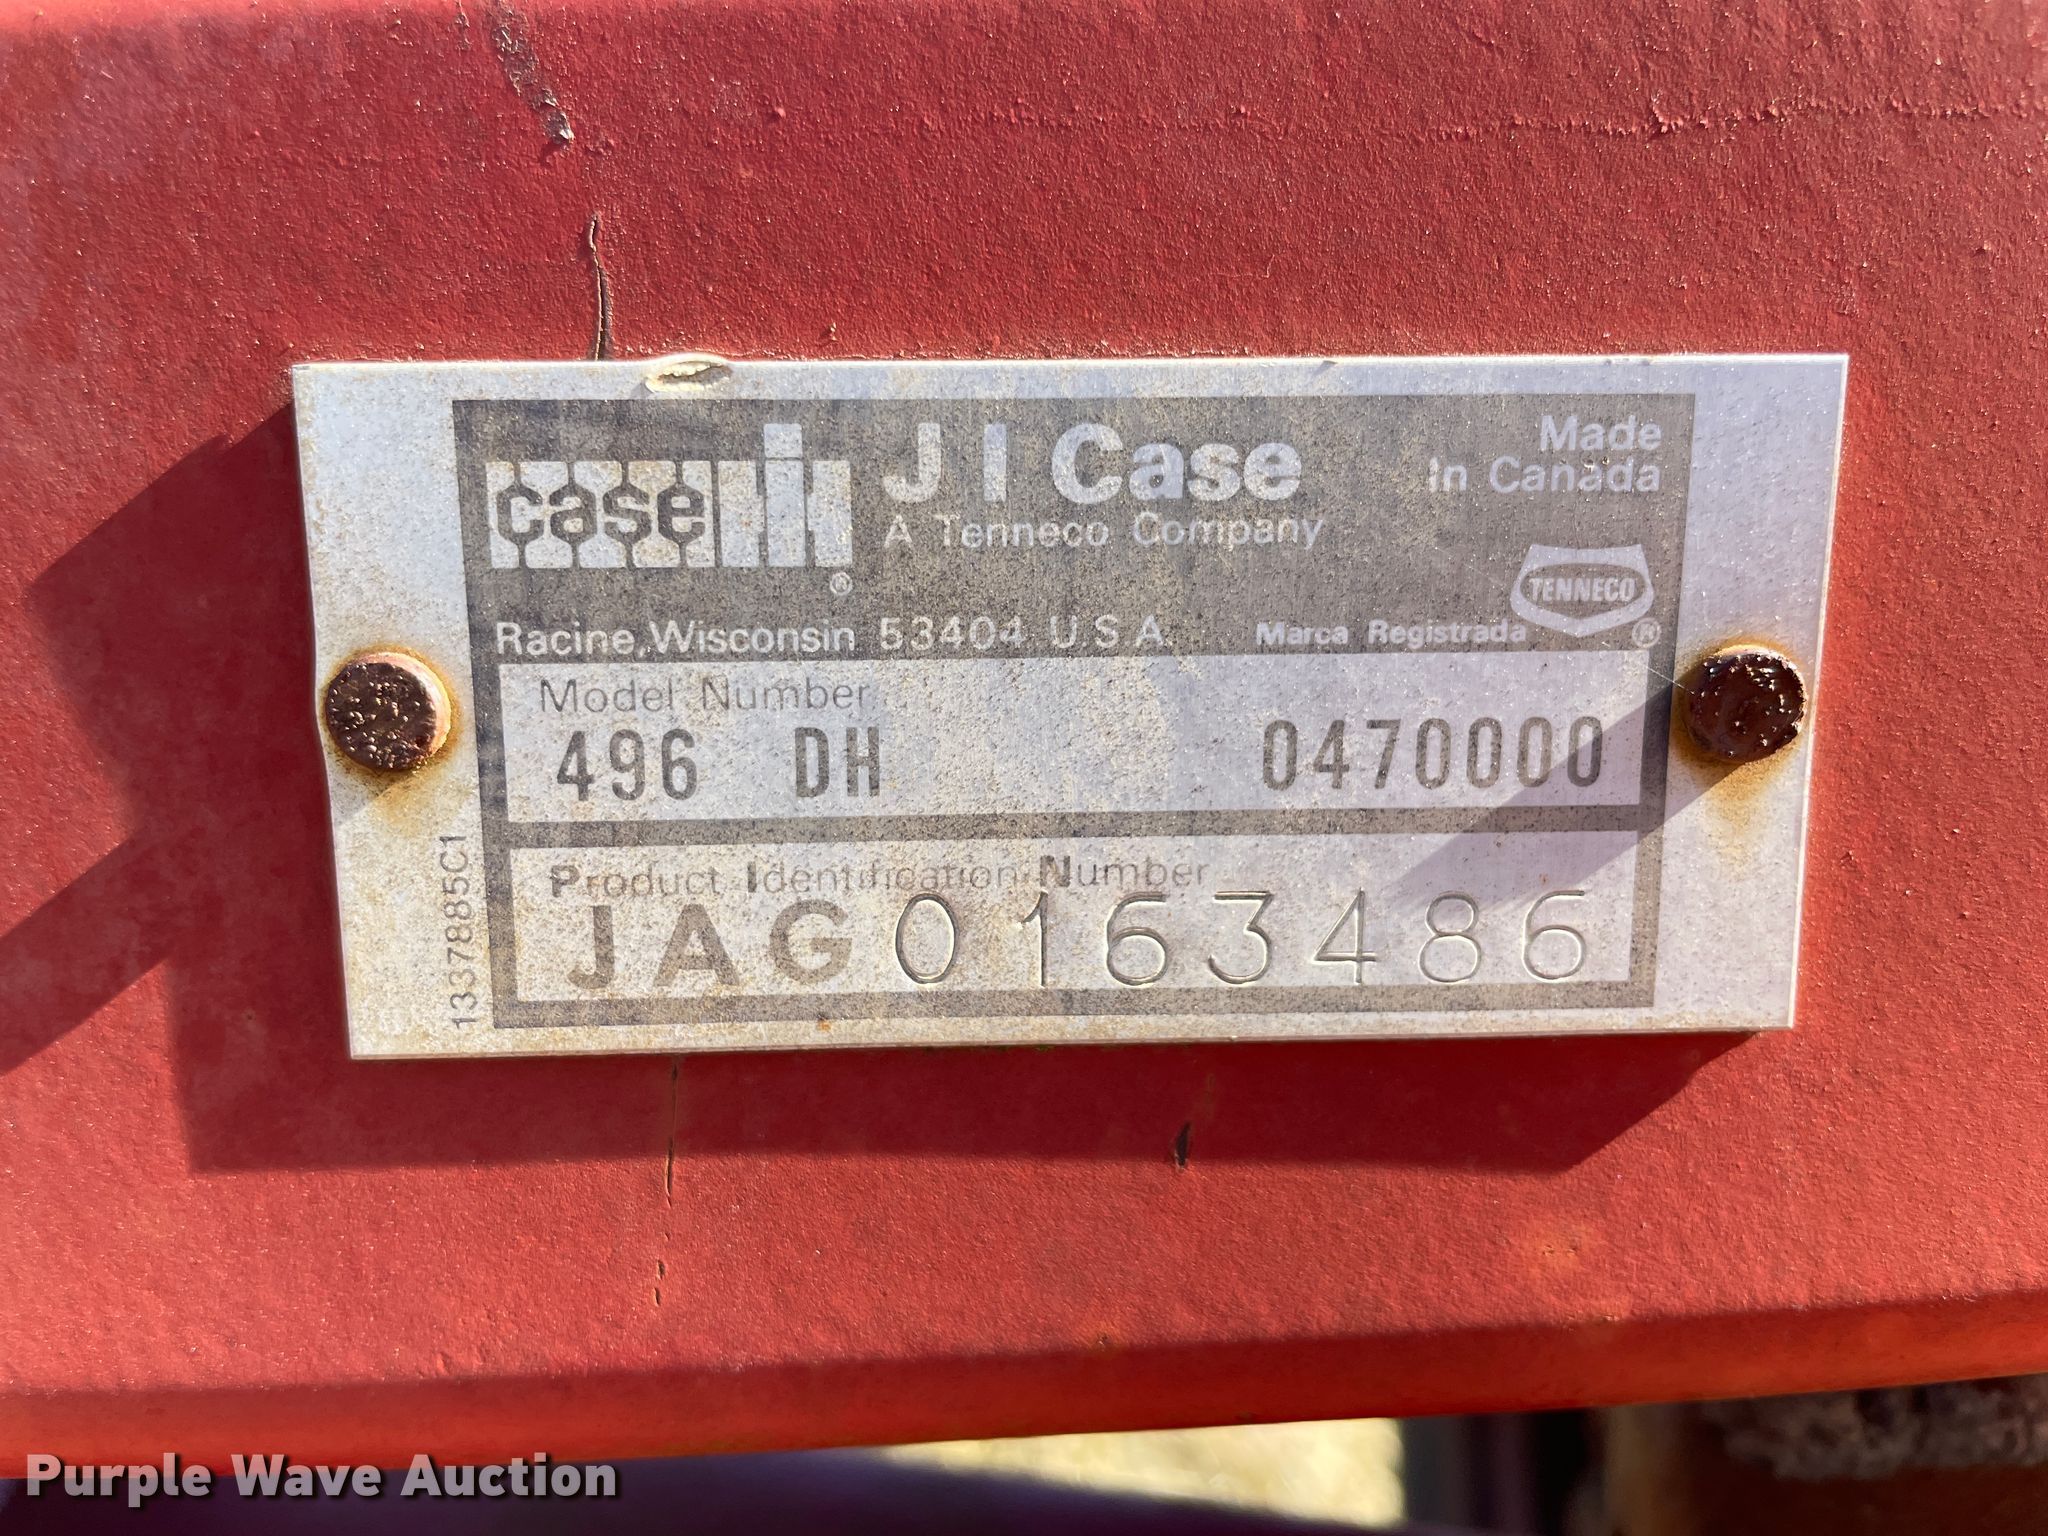 case IH ®
J I Case
A Tenneco Company
Made
In Canada
TENNECO
Racine, Wisconsin 53404 U.S.A.
Marca Registrada ®
Model Number
496 DH 0470000
Product Identification Number
JAG0163486
1337885C1
Purple Wave Auction